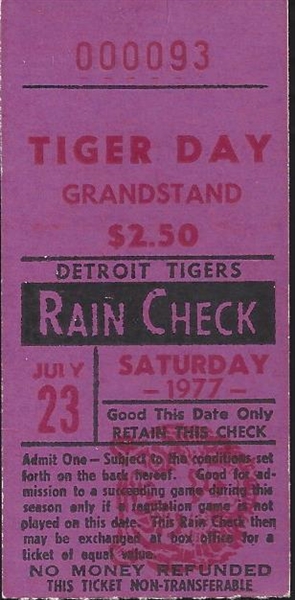 000093
TIGER DAY
GRANDSTAND
$2.50
DETROIT TIGERS
RAIN CHECK
JULY
23
SATURDAY
—1977—
Good This Date Only
RETAIN THIS CHECK
Admit One — Subject to the conditions set
forth on the back hereof. Good for ad-
mission to a succeeding game during this
season only if a regulation game is not
played on this date. This Rain Check then
may be exchanged at box office for a
ticket of equal value.
NO MONEY REFUNDED
THIS TICKET NON-TRANSFERABLE